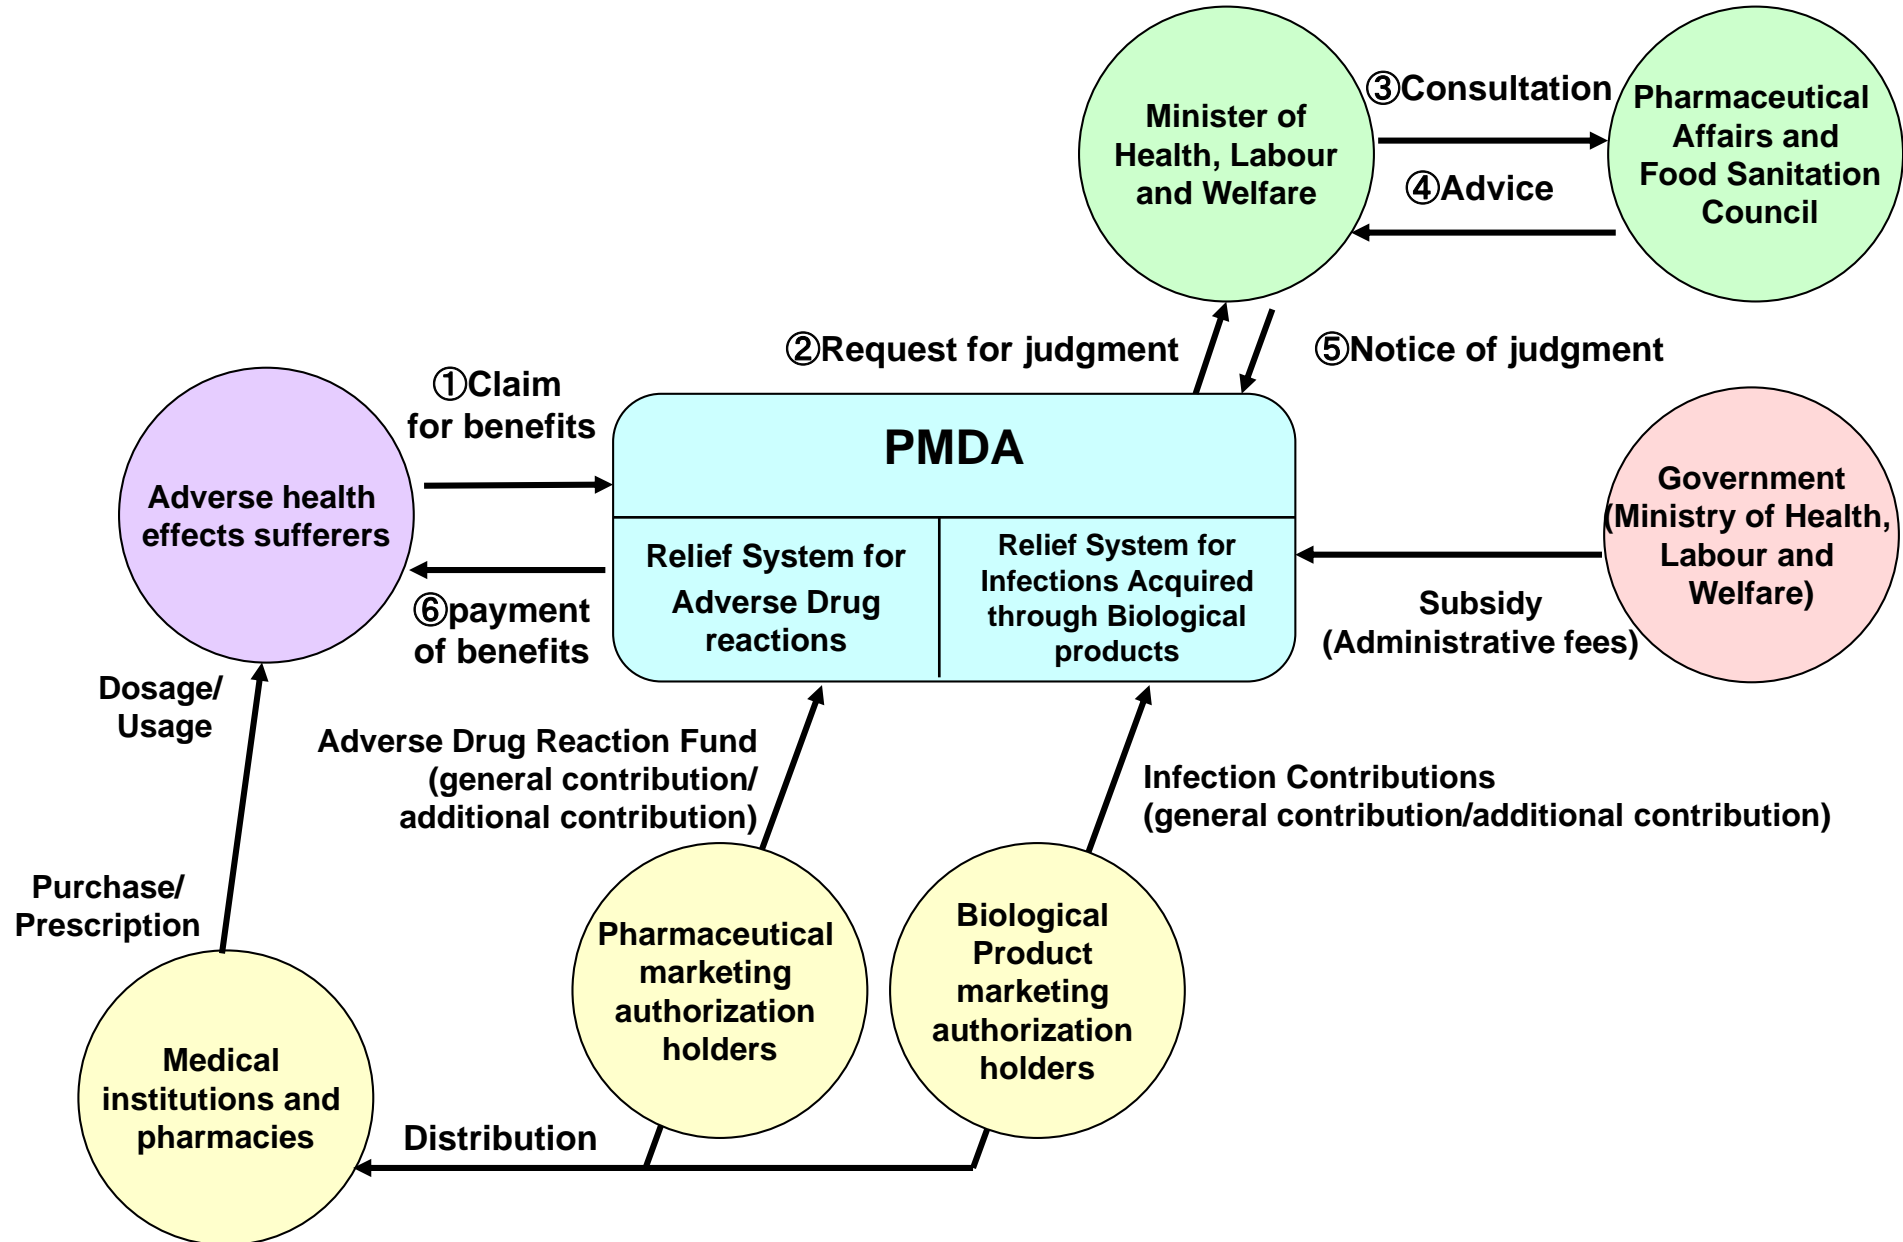 Minister of
Health, Labour
and Welfare
③Consultation
④Advice
Pharmaceutical
Affairs and
Food Sanitation
Council
②Request for judgment
⑤Notice of judgment
Adverse health
effects sufferers
①Claim
for benefits
⑥payment
of benefits
PMDA
Relief System for
Adverse Drug
reactions
Relief System for
Infections Acquired
through Biological
products
Government
(Ministry of Health,
Labour and
Welfare)
Subsidy
(Administrative fees)
Dosage/
Usage
Purchase/
Prescription
Adverse Drug Reaction Fund
(general contribution/
additional contribution)
Infection Contributions
(general contribution/additional contribution)
Pharmaceutical
marketing
authorization
holders
Biological
Product
marketing
authorization
holders
Medical
institutions and
pharmacies
Distribution